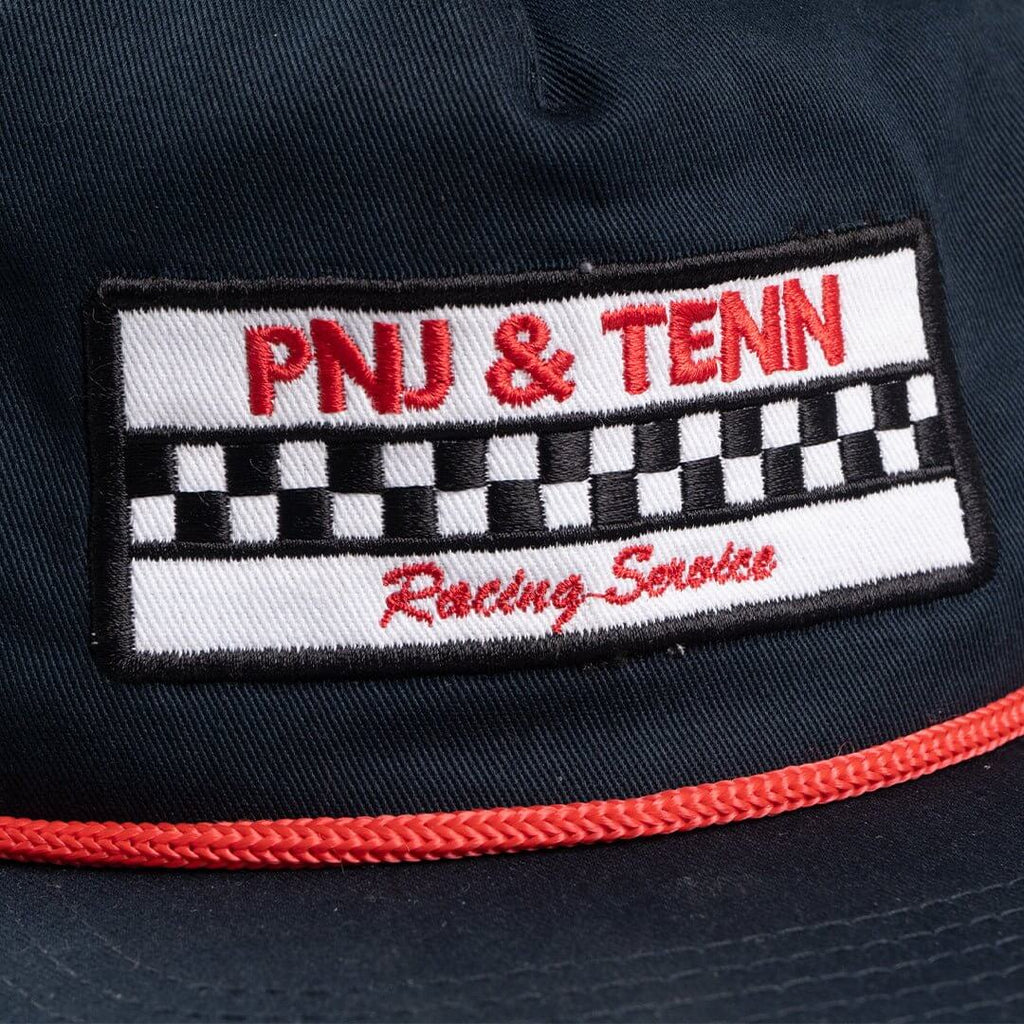 PNJ & TENN
Racing Service